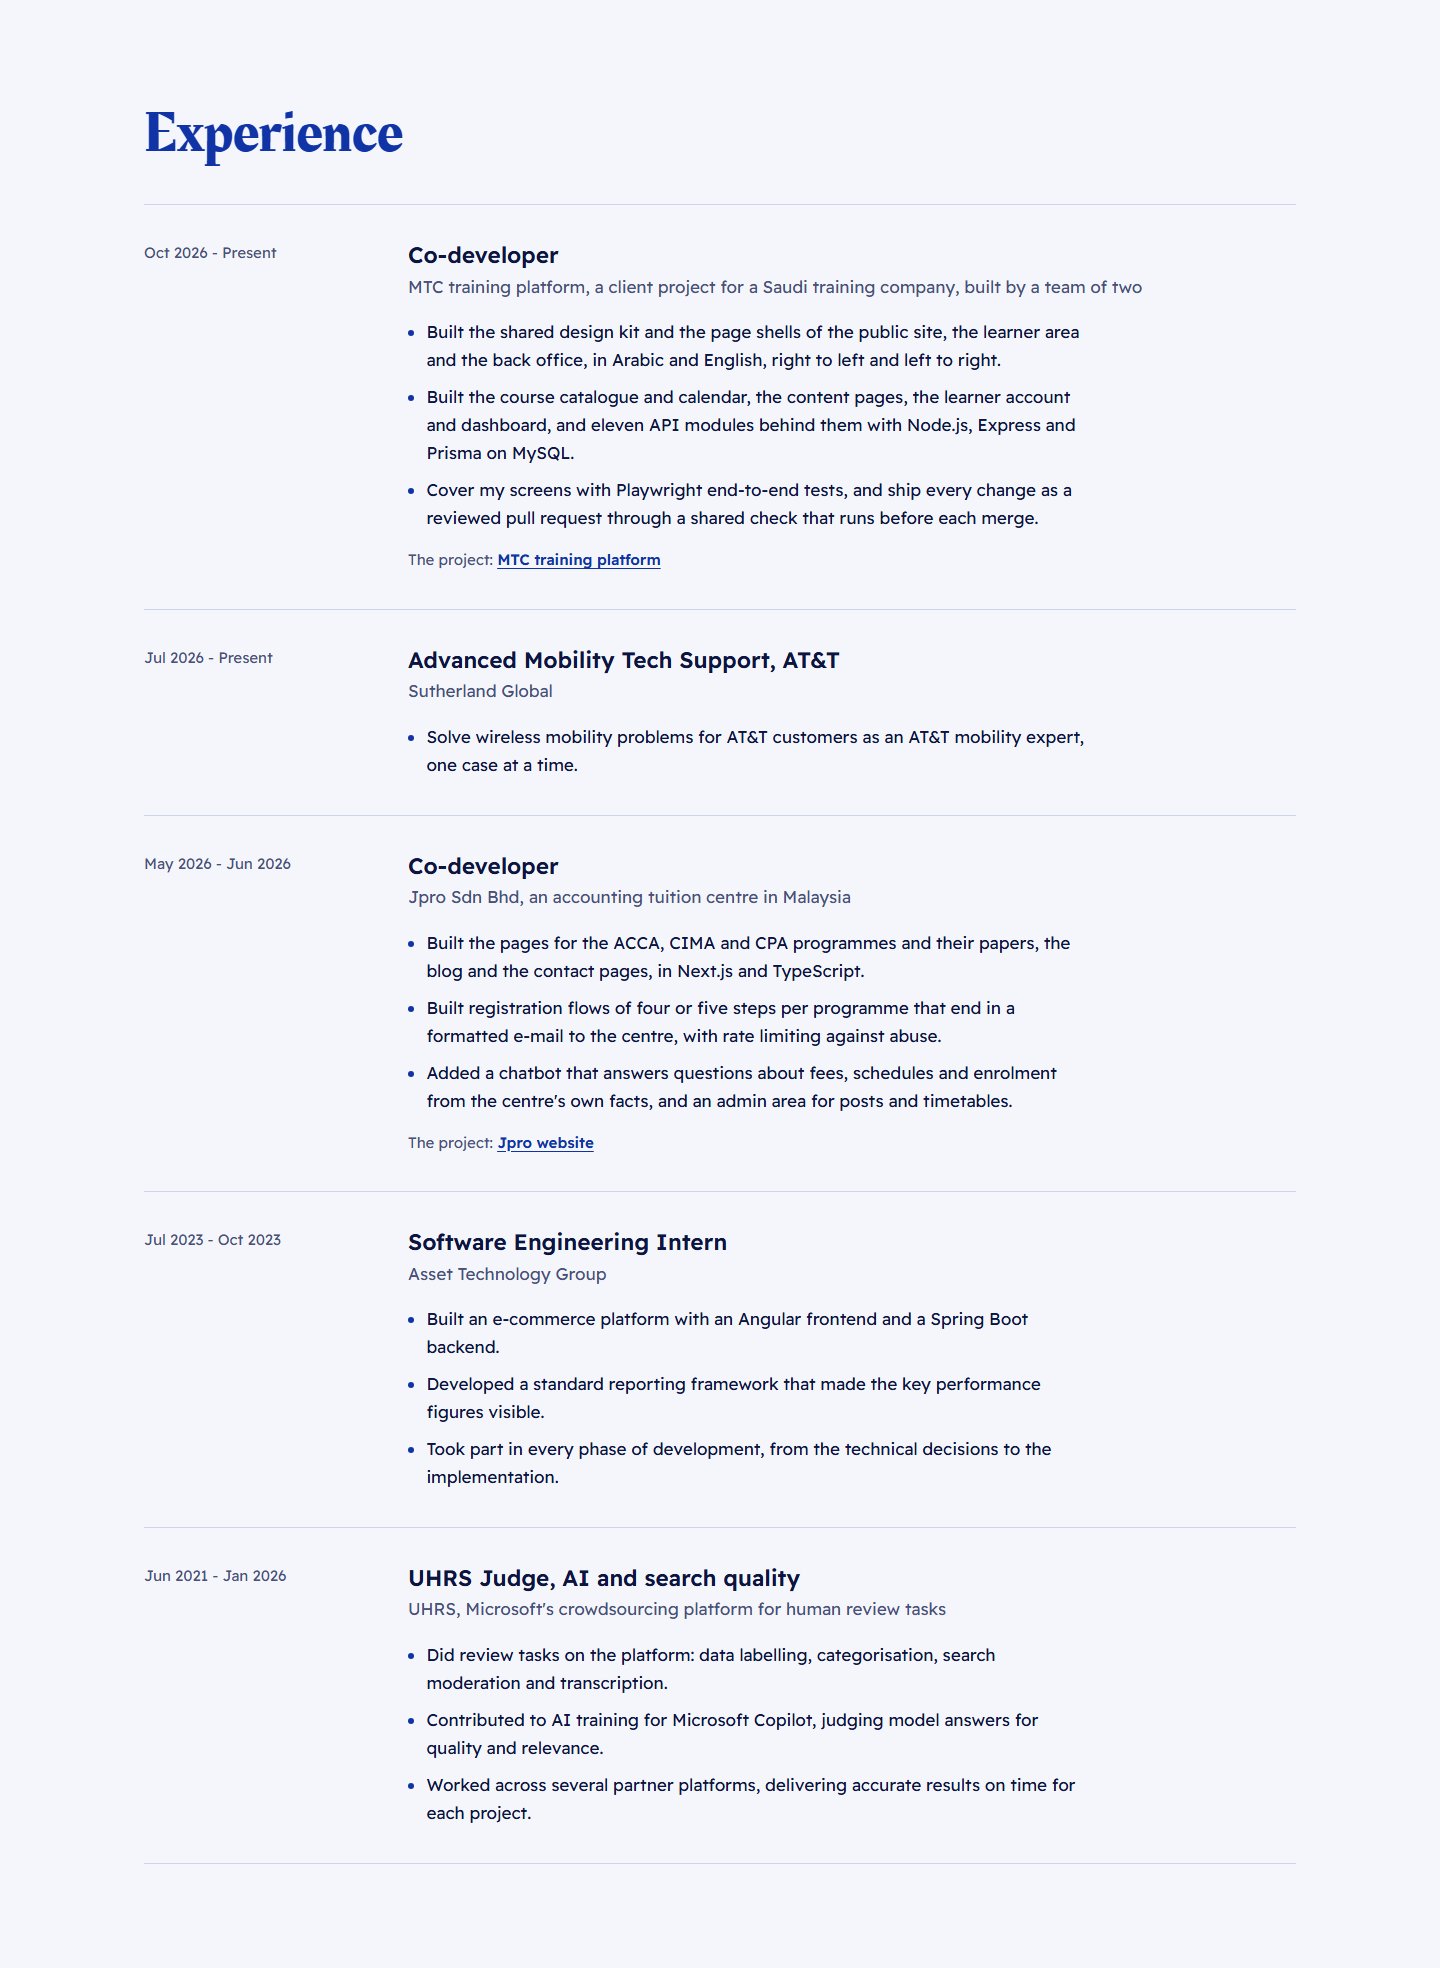 Experience
Oct 2026 - Present
Co-developer
MTC training platform, a client project for a Saudi training company, built by a team of two
• Built the shared design kit and the page shells of the public site, the learner area
and the back office, in Arabic and English, right to left and left to right.
• Built the course catalogue and calendar, the content pages, the learner account
and dashboard, and eleven API modules behind them with Node.js, Express and
Prisma on MySQL.
• Cover my screens with Playwright end-to-end tests, and ship every change as a
reviewed pull request through a shared check that runs before each merge.
The project: MTC training platform
Jul 2026 - Present
Advanced Mobility Tech Support, AT&T
Sutherland Global
• Solve wireless mobility problems for AT&T customers as an AT&T mobility expert,
one case at a time.
May 2026 - Jun 2026
Co-developer
Jpro Sdn Bhd, an accounting tuition centre in Malaysia
• Built the pages for the ACCA, CIMA and CPA programmes and their papers, the
blog and the contact pages, in Next.js and TypeScript.
• Built registration flows of four or five steps per programme that end in a
formatted e-mail to the centre, with rate limiting against abuse.
• Added a chatbot that answers questions about fees, schedules and enrolment
from the centre's own facts, and an admin area for posts and timetables.
The project: Jpro website
Jul 2023 - Oct 2023
Software Engineering Intern
Asset Technology Group
• Built an e-commerce platform with an Angular frontend and a Spring Boot
backend.
• Developed a standard reporting framework that made the key performance
figures visible.
• Took part in every phase of development, from the technical decisions to the
implementation.
Jun 2021 - Jan 2026
UHRS Judge, AI and search quality
UHRS, Microsoft's crowdsourcing platform for human review tasks
• Did review tasks on the platform: data labelling, categorisation, search
moderation and transcription.
• Contributed to AI training for Microsoft Copilot, judging model answers for
quality and relevance.
• Worked across several partner platforms, delivering accurate results on time for
each project.